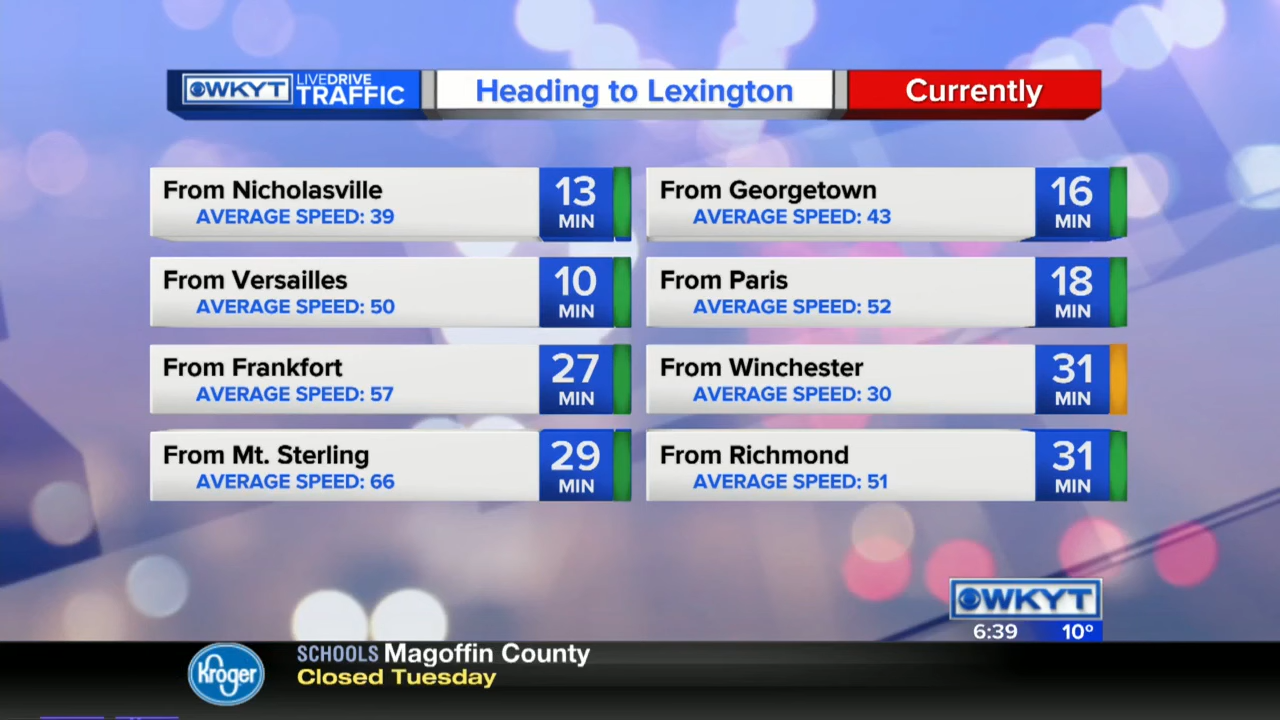 WKYT LIVEDRIVE TRAFFIC
Heading to Lexington
Currently
From Nicholasville
AVERAGE SPEED: 39
13 MIN
From Georgetown
AVERAGE SPEED: 43
16 MIN
From Versailles
AVERAGE SPEED: 50
10 MIN
From Paris
AVERAGE SPEED: 52
18 MIN
From Frankfort
AVERAGE SPEED: 57
27 MIN
From Winchester
AVERAGE SPEED: 30
31 MIN
From Mt. Sterling
AVERAGE SPEED: 66
29 MIN
From Richmond
AVERAGE SPEED: 51
31 MIN
WKYT
6:39 10°
Kroger
SCHOOLS Magoffin County
Closed Tuesday